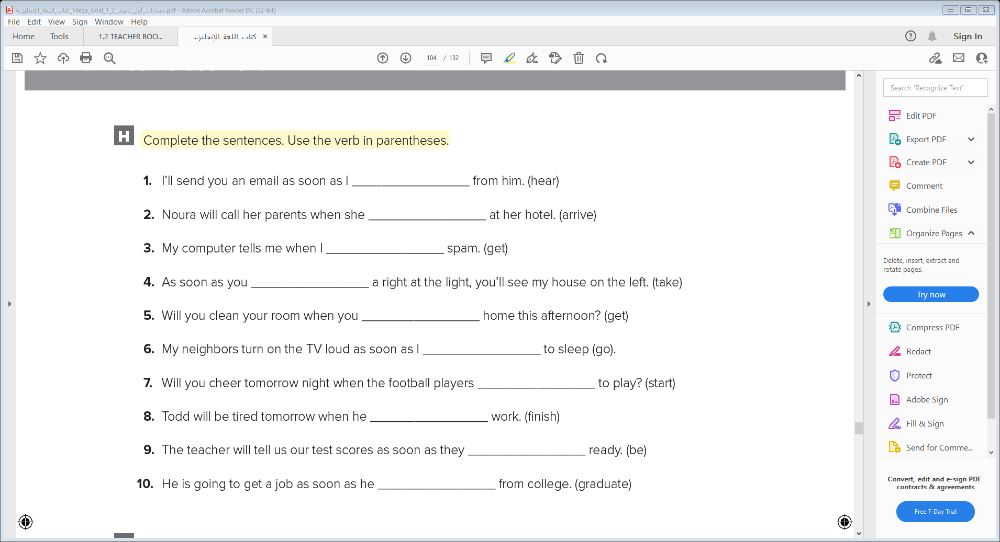 كتاب_اللغة_الإنجليزية_Mega_Goal_1_2_مسارات_أول_ثانوي.pdf - Adobe Acrobat Reader DC (32-bit)
File Edit View Sign Window Help
Home Tools 1.2 TEACHER BOO... كتاب_اللغة_الإنجليز... × Sign In
104 / 132
Search 'Recognize Text'
H Complete the sentences. Use the verb in parentheses.
1. I'll send you an email as soon as I ________________ from him. (hear)
2. Noura will call her parents when she ________________ at her hotel. (arrive)
3. My computer tells me when I ________________ spam. (get)
4. As soon as you ________________ a right at the light, you'll see my house on the left. (take)
5. Will you clean your room when you ________________ home this afternoon? (get)
6. My neighbors turn on the TV loud as soon as I ________________ to sleep (go).
7. Will you cheer tomorrow night when the football players ________________ to play? (start)
8. Todd will be tired tomorrow when he ________________ work. (finish)
9. The teacher will tell us our test scores as soon as they ________________ ready. (be)
10. He is going to get a job as soon as he ________________ from college. (graduate)
Edit PDF
Export PDF
Create PDF
Comment
Combine Files
Organize Pages
Delete, insert, extract and
rotate pages.
Try now
Compress PDF
Redact
Protect
Adobe Sign
Fill & Sign
Send for Comme...
Convert, edit and e-sign PDF
contracts & agreements
Free 7-Day Trial